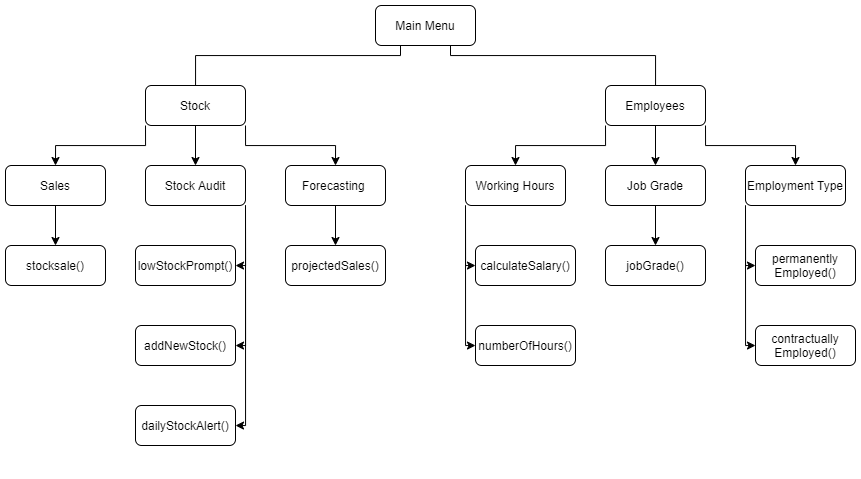 Main Menu
Stock
Employees
Sales
Stock Audit
Forecasting
Working Hours
Job Grade
Employment Type
stocksale()
lowStockPrompt()
projectedSales()
calculateSalary()
jobGrade()
permanently
Employed()
addNewStock()
numberOfHours()
contractually
Employed()
dailyStockAlert()